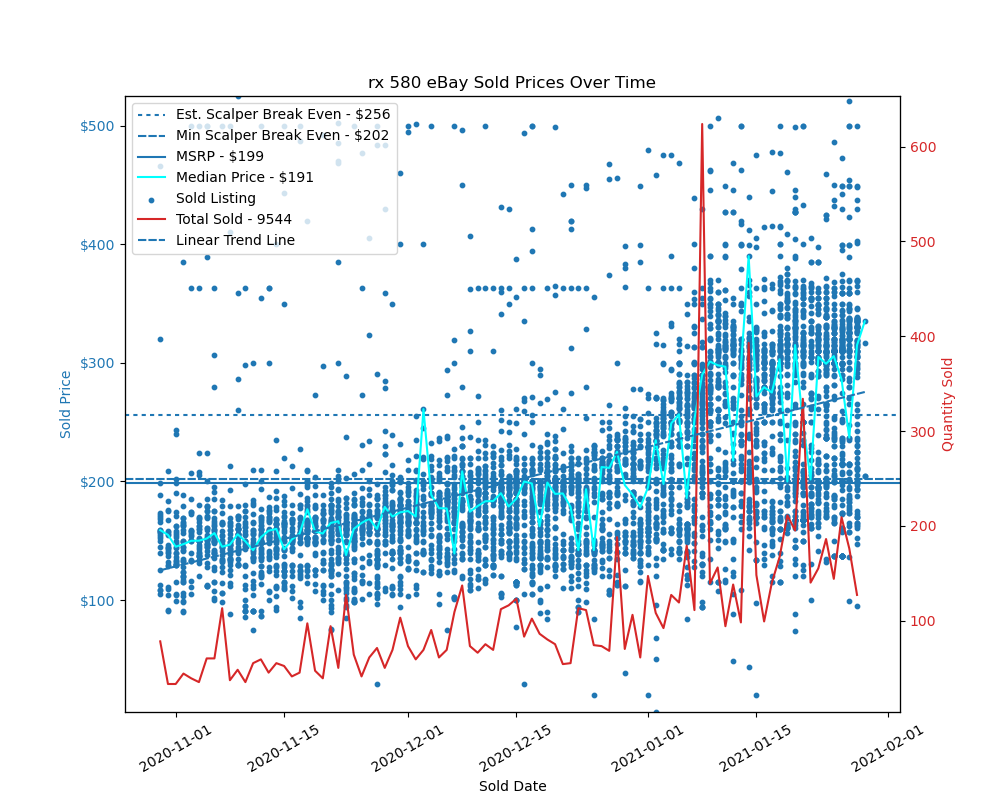 rx 580 eBay Sold Prices Over Time
Est. Scalper Break Even - $256
Min Scalper Break Even - $202
MSRP - $199
Median Price - $191
Sold Listing
Total Sold - 9544
Linear Trend Line
$500
$400
$300
$200
$100
Sold Price
600
500
400
300
200
100
Quantity Sold
2020-11-01
2020-11-15
2020-12-01
2020-12-15
2021-01-01
2021-01-15
2021-02-01
Sold Date